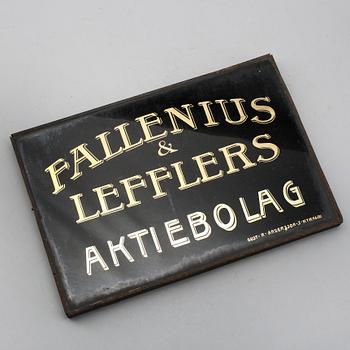 FALLENIUS
&
LEFFLERS
AKTIEBOLAG